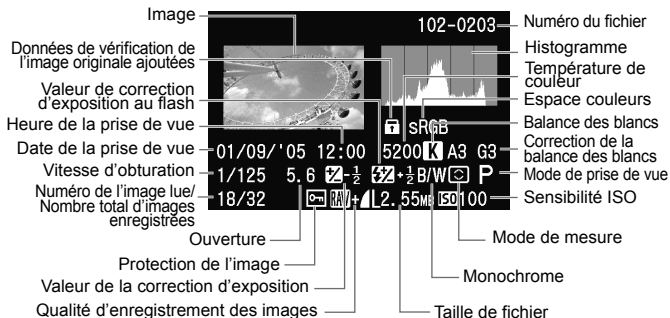 Image
102-0203
Numéro du fichier
Données de vérification de
l'image originale ajoutées
Histogramme
Température de
couleur
Valeur de correction
d'exposition au flash
Espace couleurs
sRGB
Heure de la prise de vue
Balance des blancs
Date de la prise de vue
01/09/'05 12:00 5200 K A3 G3
Correction de la
balance des blancs
Vitesse d'obturation
1/125 5.6 +/- -½ +/- +½ B/W P
Mode de prise de vue
Numéro de l'image lue/
Nombre total d'images
enregistrées
18/32 RAW+ L2.55MB ISO100
Sensibilité ISO
Ouverture
Mode de mesure
Protection de l'image
Valeur de la correction d'exposition
Monochrome
Qualité d'enregistrement des images
Taille de fichier